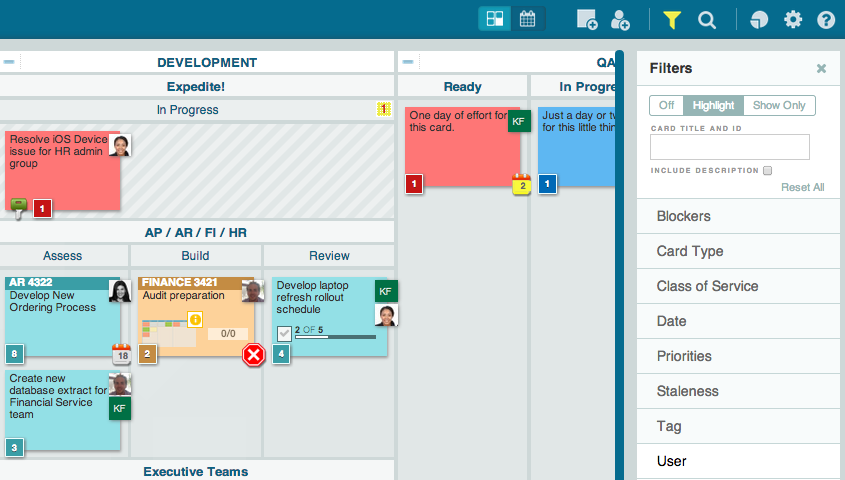 DEVELOPMENT
QA
Expedite!
Ready
In Progre
In Progress
1
Resolve iOS Device
issue for HR admin
group
1
One day of effort for
this card.
KF
1
2
Just a day or tw
for this little thin
1
AP / AR / FI / HR
Assess
Build
Review
AR 4322
Develop New
Ordering Process
8
18
FINANCE 3421
Audit preparation
0/0
2
Develop laptop
refresh rollout
schedule
KF
2 OF 5
4
Create new
database extract for
Financial Service
team
KF
3
Executive Teams
Filters
Off
Highlight
Show Only
CARD TITLE AND ID
INCLUDE DESCRIPTION
Reset All
Blockers
Card Type
Class of Service
Date
Priorities
Staleness
Tag
User